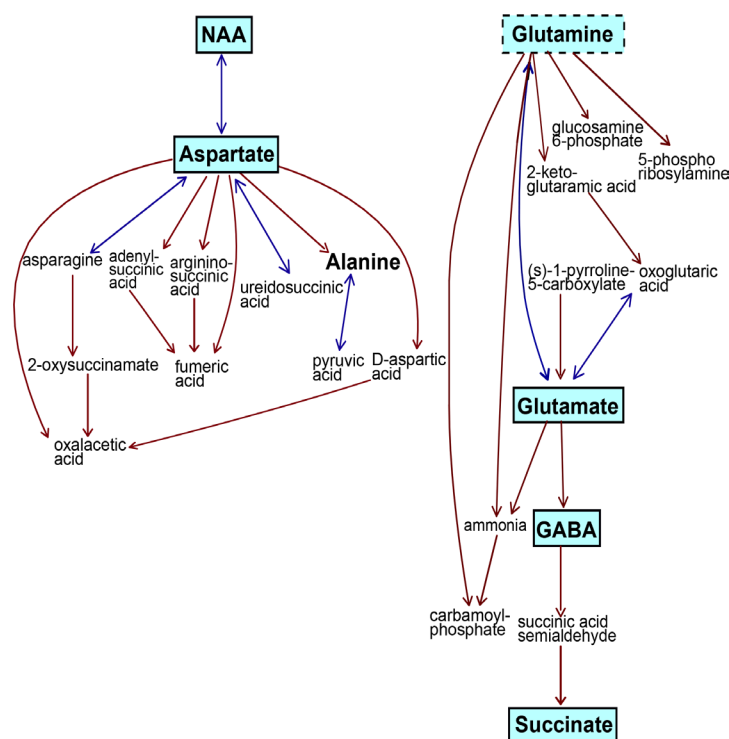 NAA
Aspartate
asparagine
adenyl-
succinic
acid
arginino-
succinic
acid
ureidosuccinic
acid
Alanine
2-oxysuccinamate
fumeric
acid
pyruvic
acid
D-aspartic
acid
oxalacetic
acid
Glutamine
glucosamine
6-phosphate
5-phospho
ribosylamine
2-keto-
glutaramic acid
(s)-1-pyrroline-
5-carboxylate
oxoglutaric
acid
Glutamate
ammonia
GABA
carbamoyl-
phosphate
succinic acid
semialdehyde
Succinate